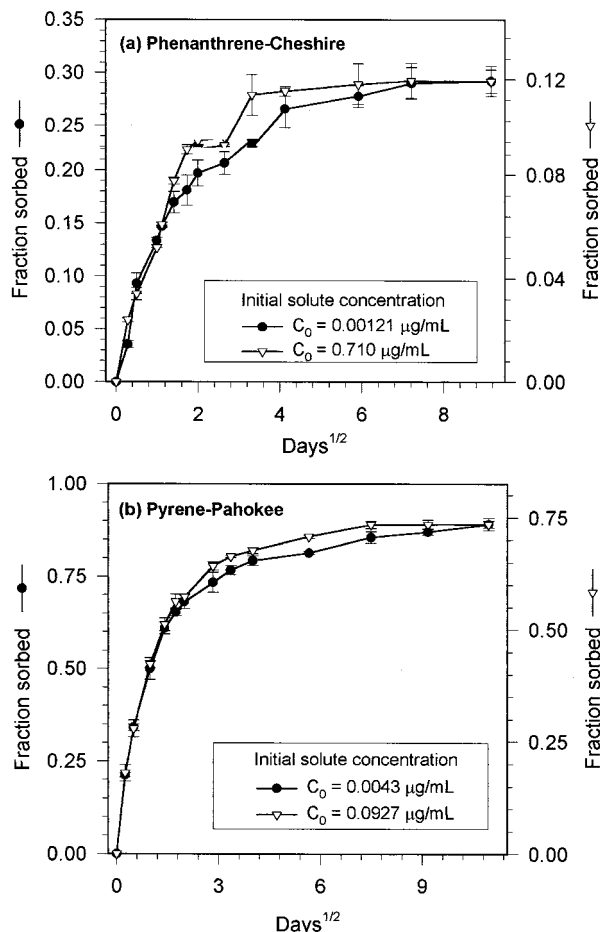 (a) Phenanthrene-Cheshire
0.35
0.30
0.25
0.20
0.15
0.10
0.05
0.00
Fraction sorbed
0.12
0.08
0.04
0.00
Fraction sorbed
Initial solute concentration
C₀ = 0.00121 μg/mL
C₀ = 0.710 μg/mL
0 2 4 6 8
Days^1/2
(b) Pyrene-Pahokee
1.00
0.75
0.50
0.25
0.00
Fraction sorbed
0.75
0.50
0.25
0.00
Fraction sorbed
Initial solute concentration
C₀ = 0.0043 μg/mL
C₀ = 0.0927 μg/mL
0 3 6 9
Days^1/2